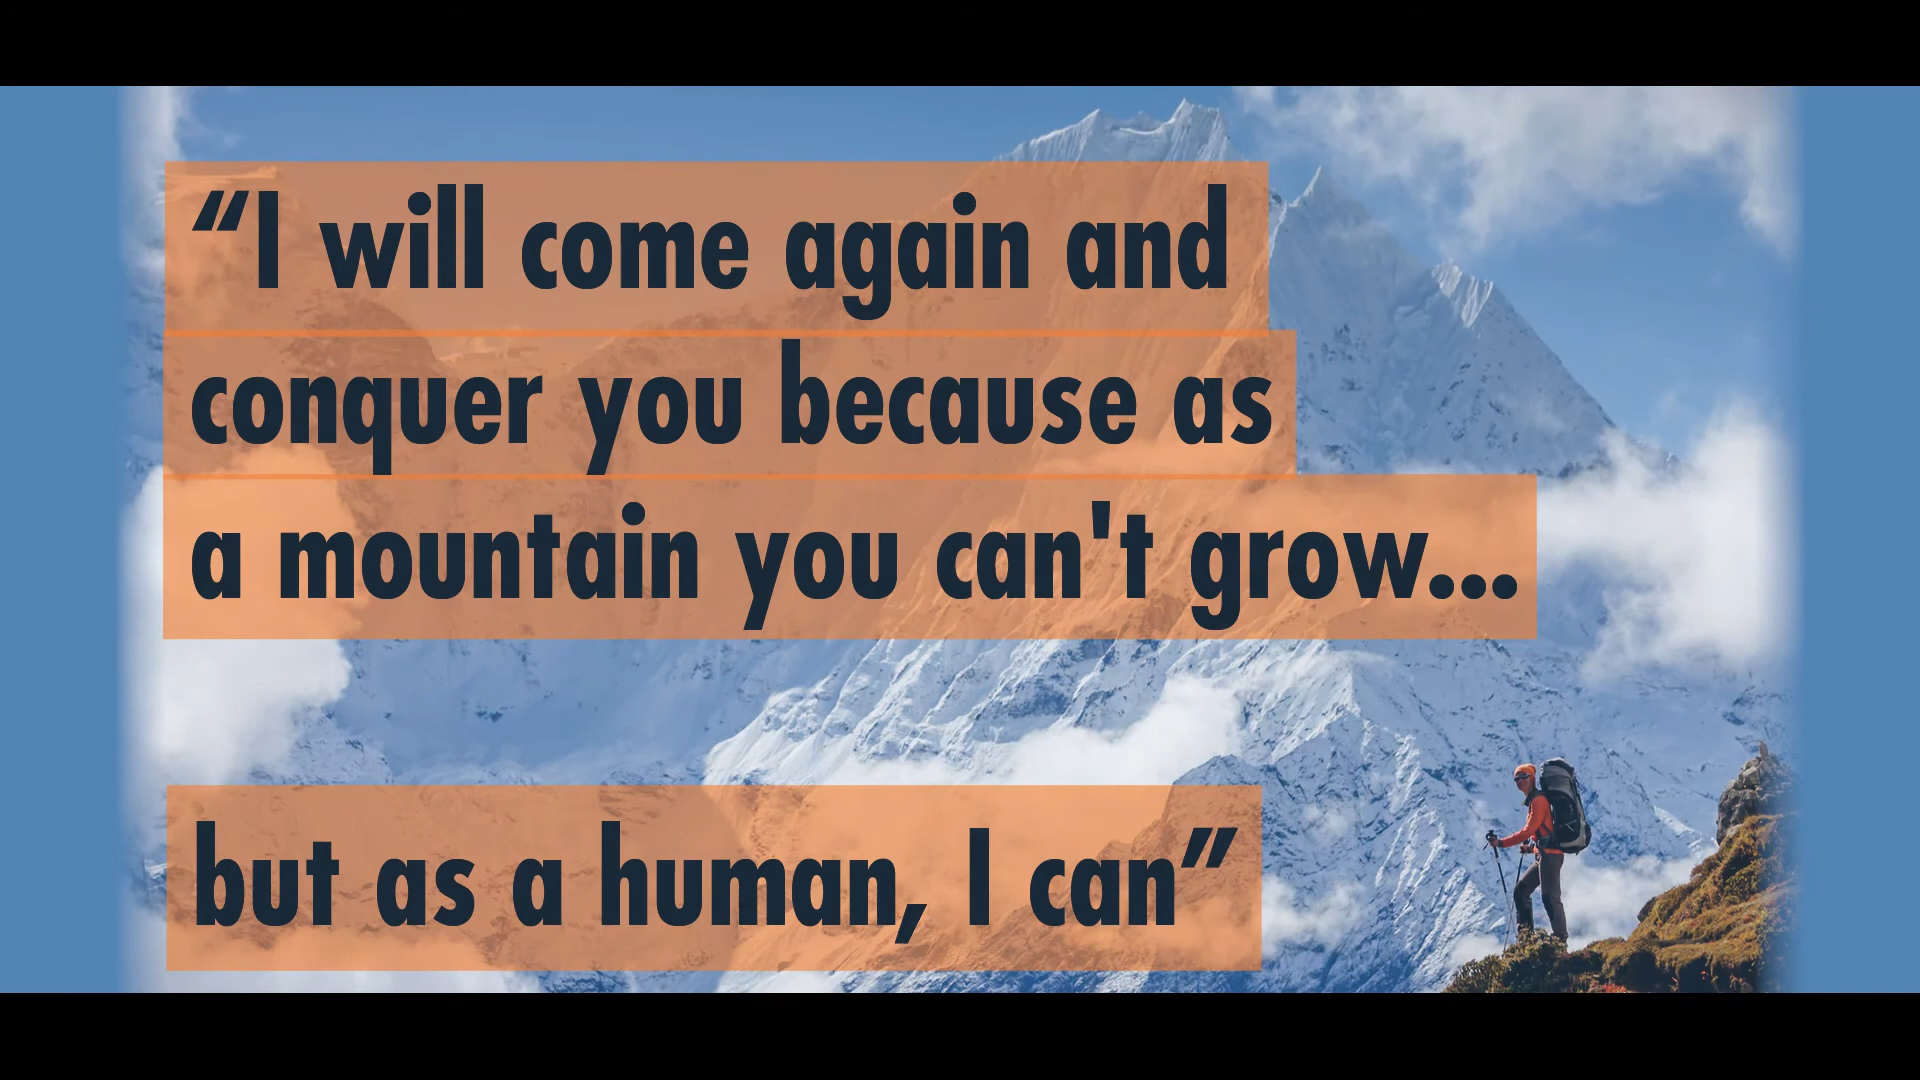 “I will come again and
conquer you because as
a mountain you can't grow...
but as a human, I can”